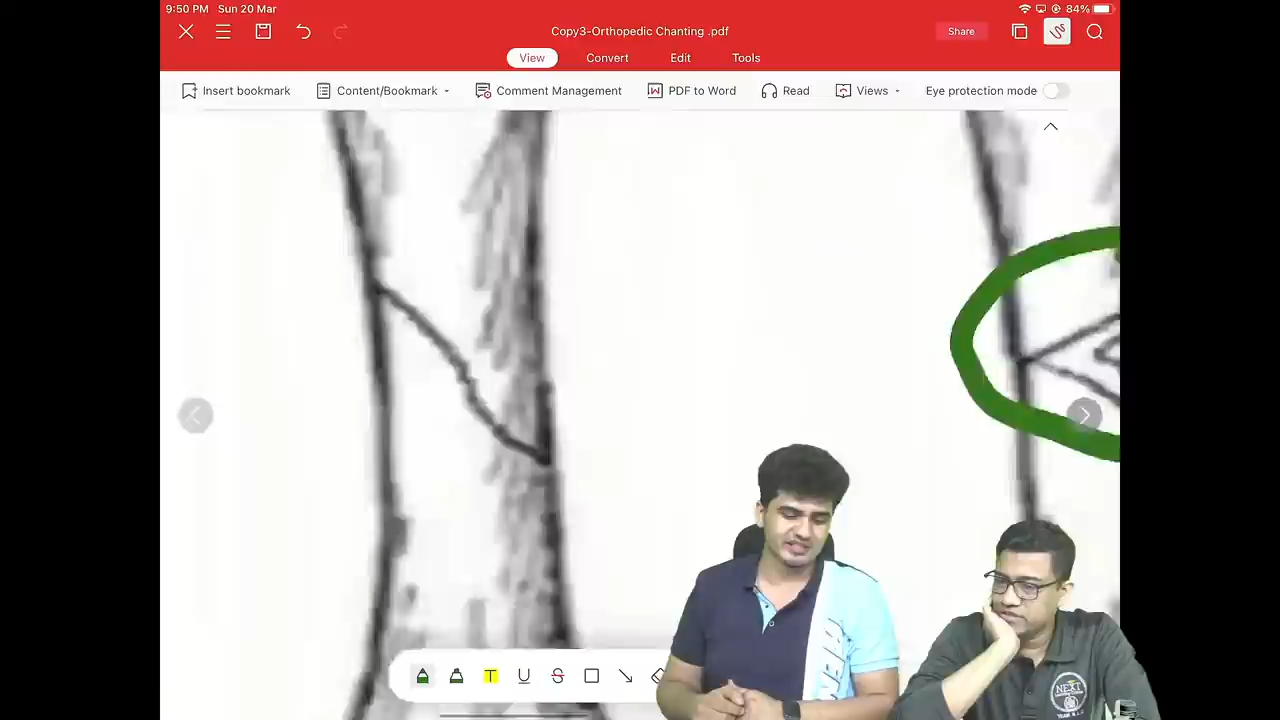 9:50 PM Sun 20 Mar
84%
Copy3-Orthopedic Chanting .pdf
Share
View Convert Edit Tools
Insert bookmark Content/Bookmark Comment Management PDF to Word Read Views Eye protection mode
T U S
NEXT